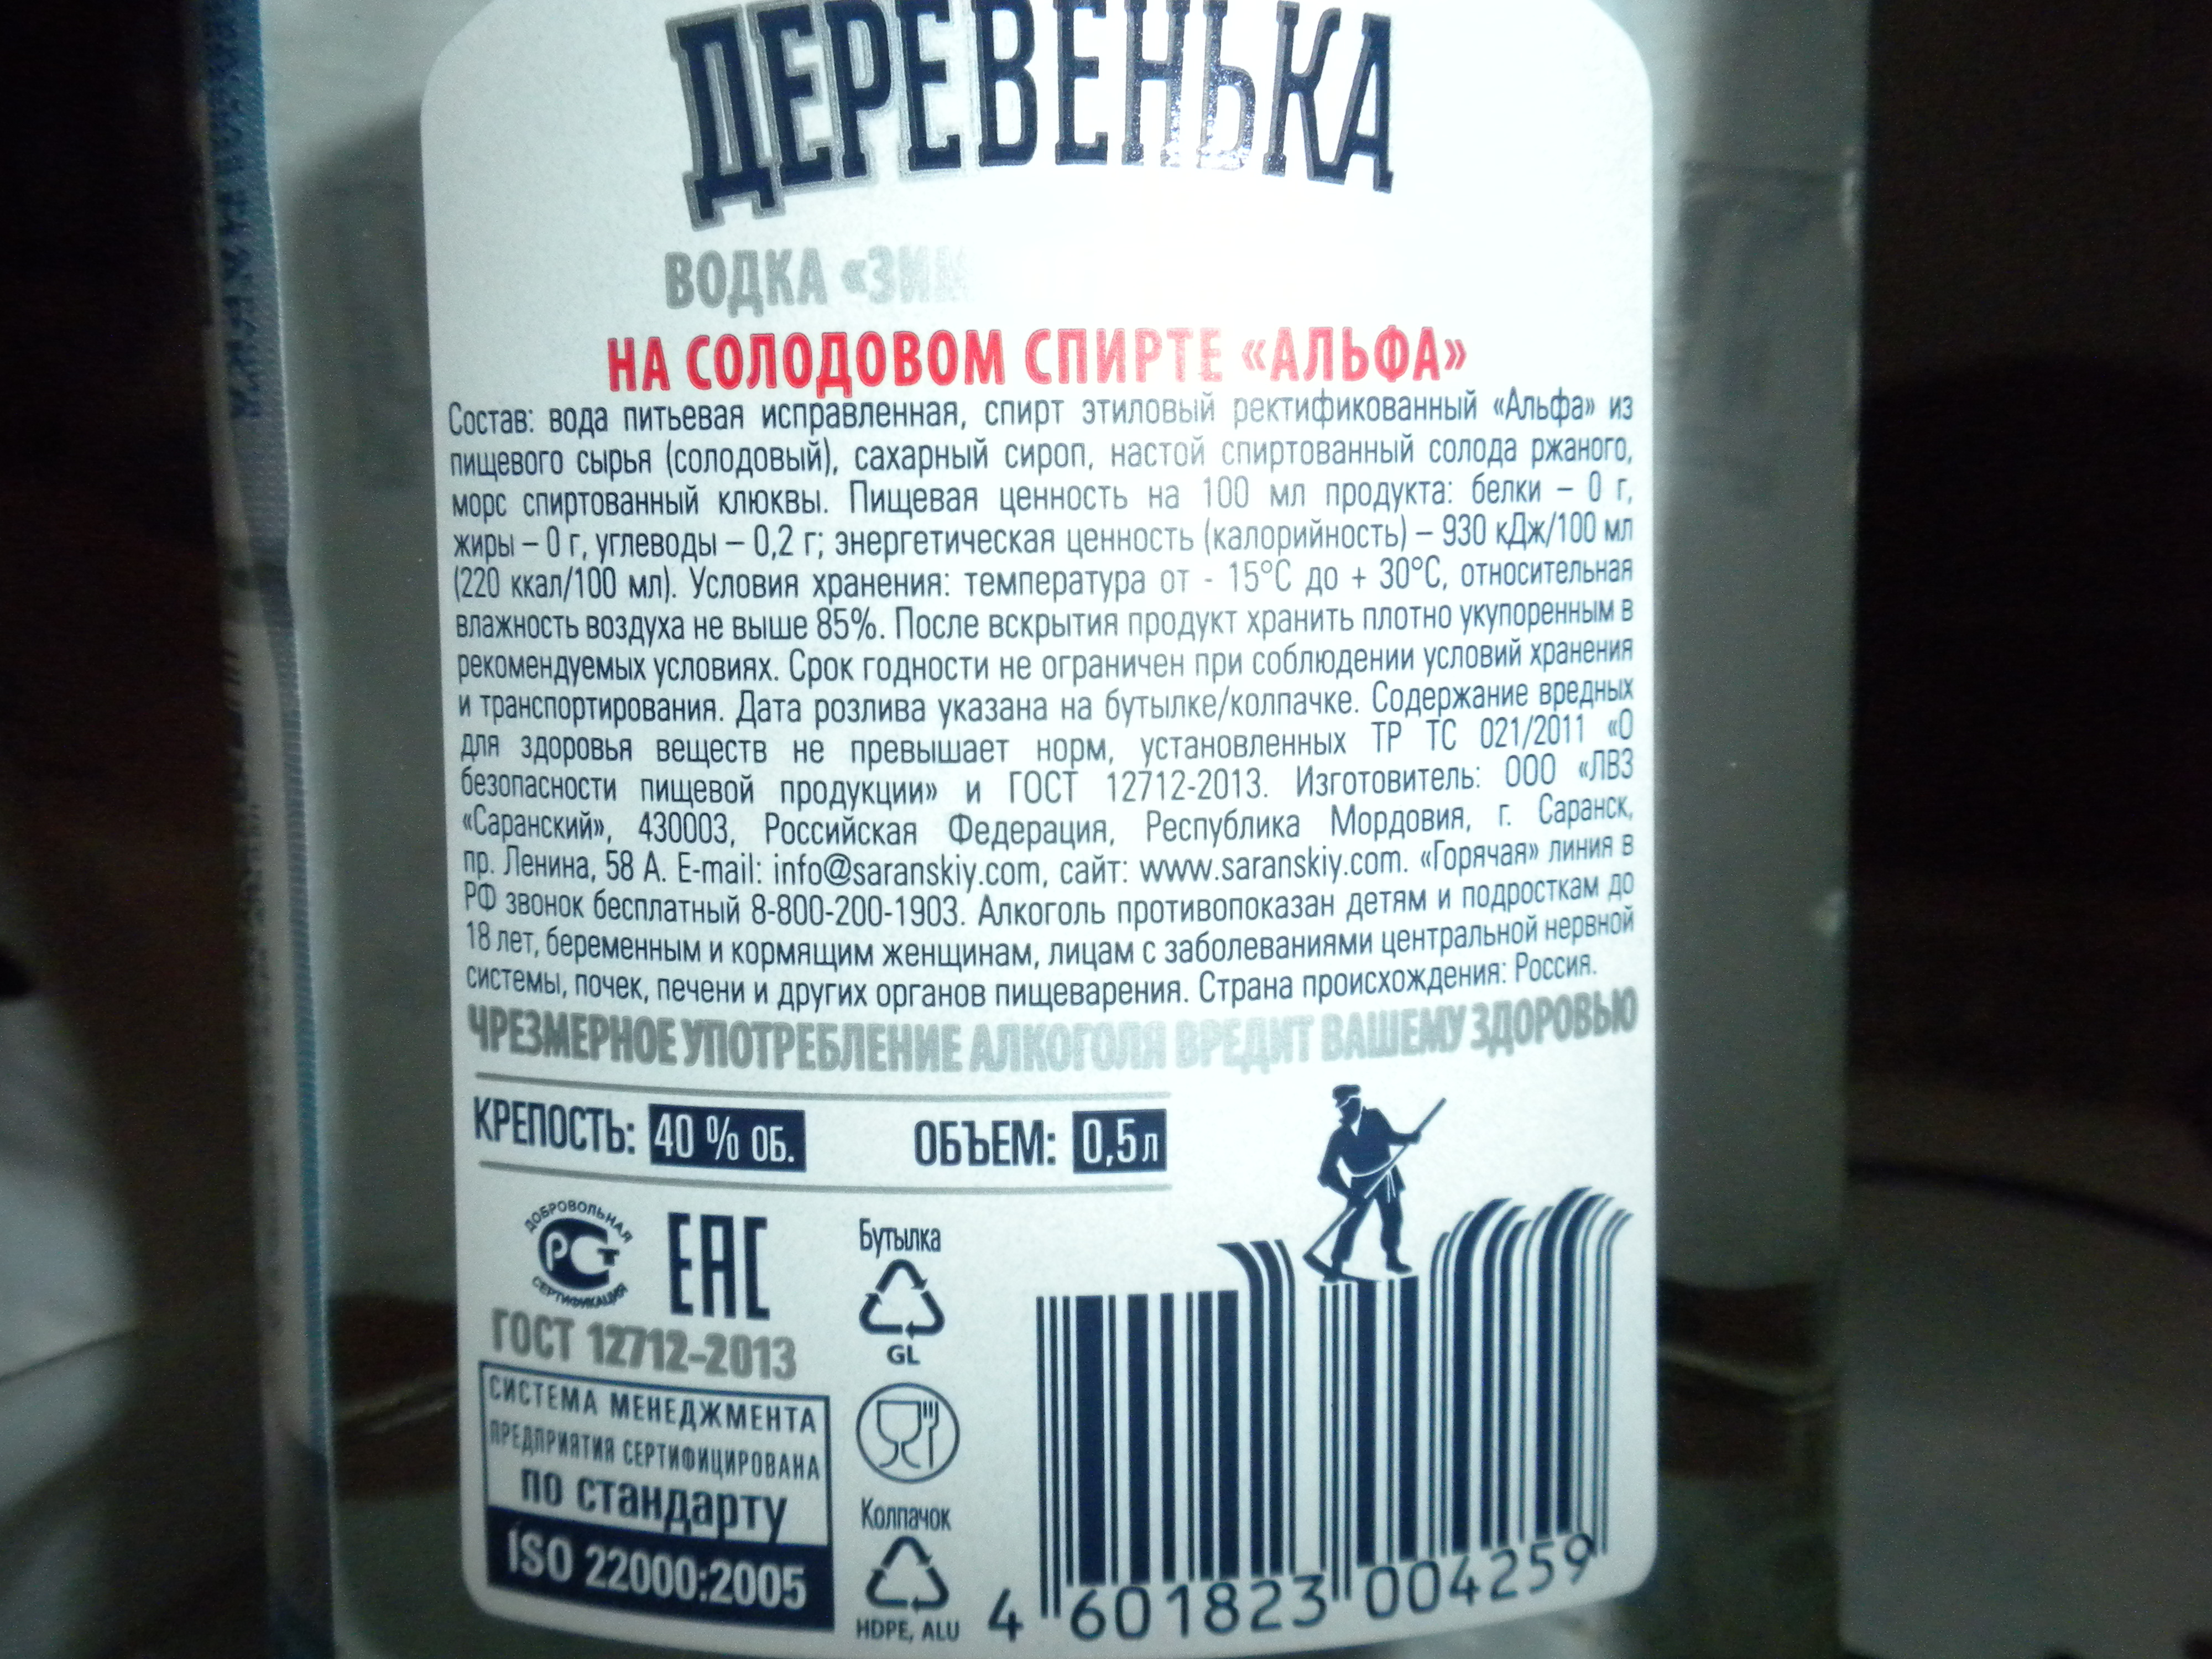 ДЕРЕВЕНЬКА
ВОДКА
НА СОЛОДОВОМ СПИРТЕ «АЛЬФА»
Состав: вода питьевая исправленная, спирт этиловый ректификованный «Альфа» из
пищевого сырья (солодовый), сахарный сироп, настой спиртованный солода ржаного,
морс спиртованный клюквы. Пищевая ценность на 100 мл продукта: белки – 0 г,
жиры – 0 г, углеводы – 0,2 г; энергетическая ценность (калорийность) – 930 кДж/100 мл
(220 ккал/100 мл). Условия хранения: температура от - 15°С до + 30°С, относительная
влажность воздуха не выше 85%. После вскрытия продукт хранить плотно укупоренным в
рекомендуемых условиях. Срок годности не ограничен при соблюдении условий хранения
и транспортирования. Дата розлива указана на бутылке/колпачке. Содержание вредных
для здоровья веществ не превышает норм, установленных ТР ТС 021/2011 «О
безопасности пищевой продукции» и ГОСТ 12712-2013. Изготовитель: ООО «ЛВЗ
«Саранский», 430003, Российская Федерация, Республика Мордовия, г. Саранск,
пр. Ленина, 58 А. E-mail: info@saranskiy.com, сайт: www.saranskiy.com. «Горячая» линия в
РФ звонок бесплатный 8-800-200-1903. Алкоголь противопоказан детям и подросткам до
18 лет, беременным и кормящим женщинам, лицам с заболеваниями центральной нервной
системы, почек, печени и других органов пищеварения. Страна происхождения: Россия.
ЧРЕЗМЕРНОЕ УПОТРЕБЛЕНИЕ АЛКОГОЛЯ ВРЕДИТ ВАШЕМУ ЗДОРОВЬЮ
КРЕПОСТЬ: 40 % ОБ. ОБЪЕМ: 0,5 л
ДОБРОВОЛЬНАЯ
РСТ
СЕРТИФИКАЦИЯ
ЕАС
ГОСТ 12712-2013
СИСТЕМА МЕНЕДЖМЕНТА
ПРЕДПРИЯТИЯ СЕРТИФИЦИРОВАНА
по стандарту
ISO 22000:2005
Бутылка
GL
Колпачок
HDPE, ALU
4 601823 004259